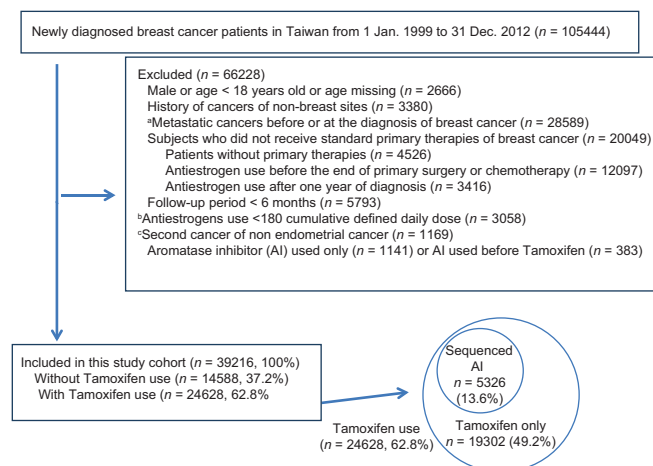 Newly diagnosed breast cancer patients in Taiwan from 1 Jan. 1999 to 31 Dec. 2012 (n = 105444)
Excluded (n = 66228)
Male or age < 18 years old or age missing (n = 2666)
History of cancers of non-breast sites (n = 3380)
ᵃMetastatic cancers before or at the diagnosis of breast cancer (n = 28589)
Subjects who did not receive standard primary therapies of breast cancer (n = 20049)
Patients without primary therapies (n = 4526)
Antiestrogen use before the end of primary surgery or chemotherapy (n = 12097)
Antiestrogen use after one year of diagnosis (n = 3416)
Follow-up period < 6 months (n = 5793)
ᵇAntiestrogens use <180 cumulative defined daily dose (n = 3058)
ᶜSecond cancer of non endometrial cancer (n = 1169)
Aromatase inhibitor (AI) used only (n = 1141) or AI used before Tamoxifen (n = 383)
Included in this study cohort (n = 39216, 100%)
Without Tamoxifen use (n = 14588, 37.2%)
With Tamoxifen use (n = 24628, 62.8%
Sequenced
AI
n = 5326
(13.6%)
Tamoxifen use
(n = 24628, 62.8%)
Tamoxifen only
n = 19302 (49.2%)